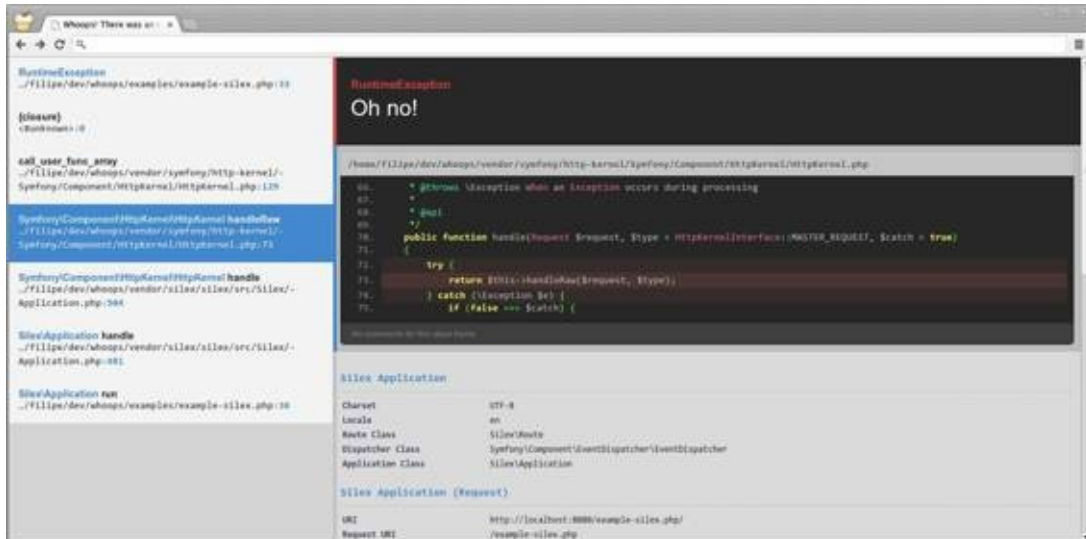 Whoops! There was an
RuntimeException
…/filipe/dev/whoops/examples/example-silex.php:33
{closure}
<#unknown>:0
call_user_func_array
…/filipe/dev/whoops/vendor/symfony/http-kernel/-
Symfony/Component/HttpKernel/HttpKernel.php:129
Symfony\Component\HttpKernel\HttpKernel handleRaw
…/filipe/dev/whoops/vendor/symfony/http-kernel/-
Symfony/Component/HttpKernel/HttpKernel.php:73
Symfony\Component\HttpKernel\HttpKernel handle
…/filipe/dev/whoops/vendor/silex/silex/src/Silex/-
Application.php:504
Silex\Application handle
…/filipe/dev/whoops/vendor/silex/silex/src/Silex/-
Application.php:481
Silex\Application run
…/filipe/dev/whoops/examples/example-silex.php:38
RuntimeException
Oh no!
/home/filipe/dev/whoops/vendor/symfony/http-kernel/Symfony/Component/HttpKernel/HttpKernel.php
66. * @throws \Exception when an Exception occurs during processing
67. *
68. * @api
69. */
70. public function handle(Request $request, $type = HttpKernelInterface::MASTER_REQUEST, $catch = true)
71. {
72. try {
73. return $this->handleRaw($request, $type);
74. } catch (\Exception $e) {
75. if (false === $catch) {
No comments for this stack frame.
Silex Application
Charset UTF-8
Locale en
Route Class Silex\Route
Dispatcher Class Symfony\Component\EventDispatcher\EventDispatcher
Application Class Silex\Application
Silex Application (Request)
URI http://localhost:8080/example-silex.php/
Request URI /example-silex.php